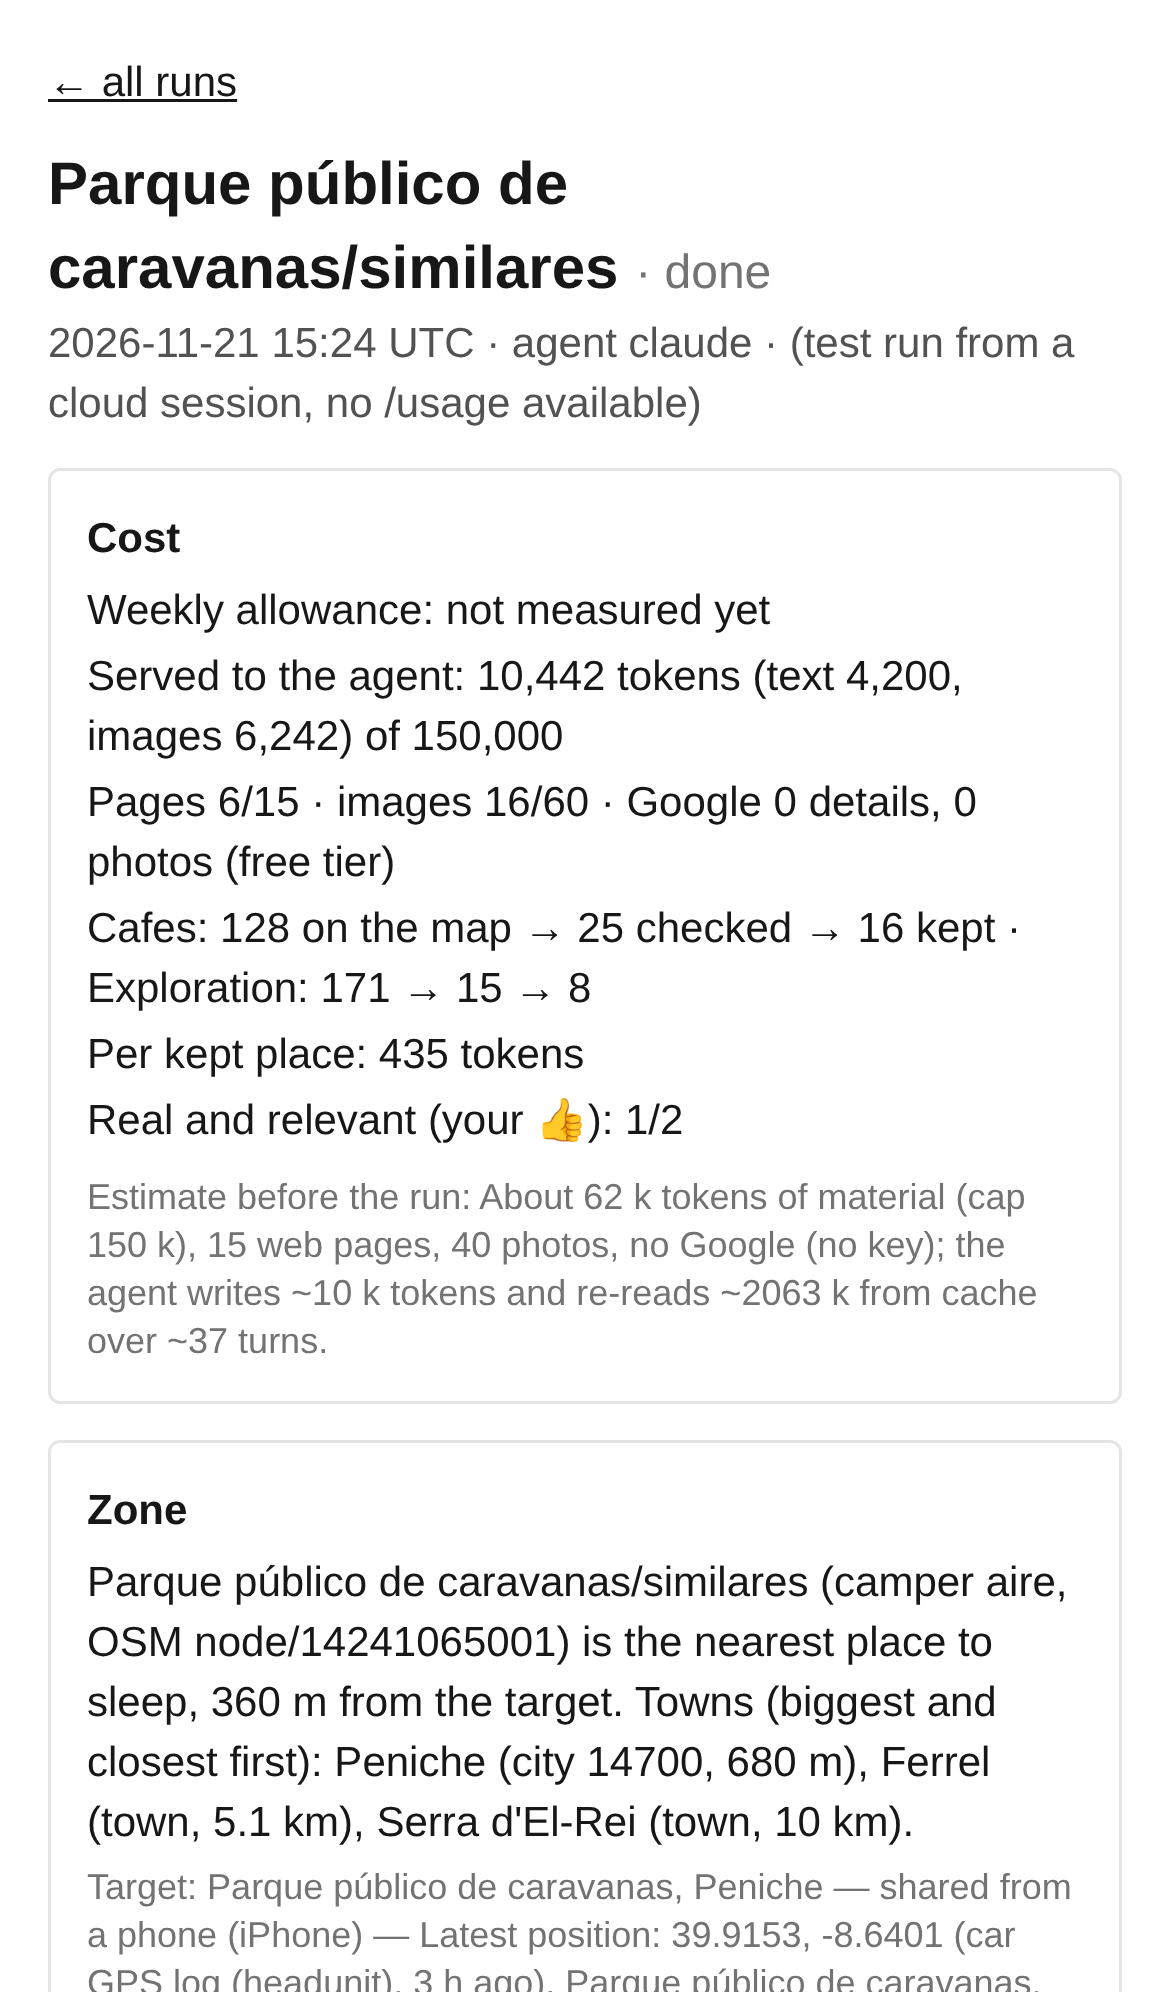 ← all runs
Parque público de
caravanas/similares · done
2026-11-21 15:24 UTC · agent claude · (test run from a
cloud session, no /usage available)
Cost
Weekly allowance: not measured yet
Served to the agent: 10,442 tokens (text 4,200,
images 6,242) of 150,000
Pages 6/15 · images 16/60 · Google 0 details, 0
photos (free tier)
Cafes: 128 on the map → 25 checked → 16 kept ·
Exploration: 171 → 15 → 8
Per kept place: 435 tokens
Real and relevant (your 👍): 1/2
Estimate before the run: About 62 k tokens of material (cap
150 k), 15 web pages, 40 photos, no Google (no key); the
agent writes ~10 k tokens and re-reads ~2063 k from cache
over ~37 turns.
Zone
Parque público de caravanas/similares (camper aire,
OSM node/14241065001) is the nearest place to
sleep, 360 m from the target. Towns (biggest and
closest first): Peniche (city 14700, 680 m), Ferrel
(town, 5.1 km), Serra d'El-Rei (town, 10 km).
Target: Parque público de caravanas, Peniche — shared from
a phone (iPhone) — Latest position: 39.9153, -8.6401 (car
GPS log (headunit), 3 h ago). Parque público de caravanas,